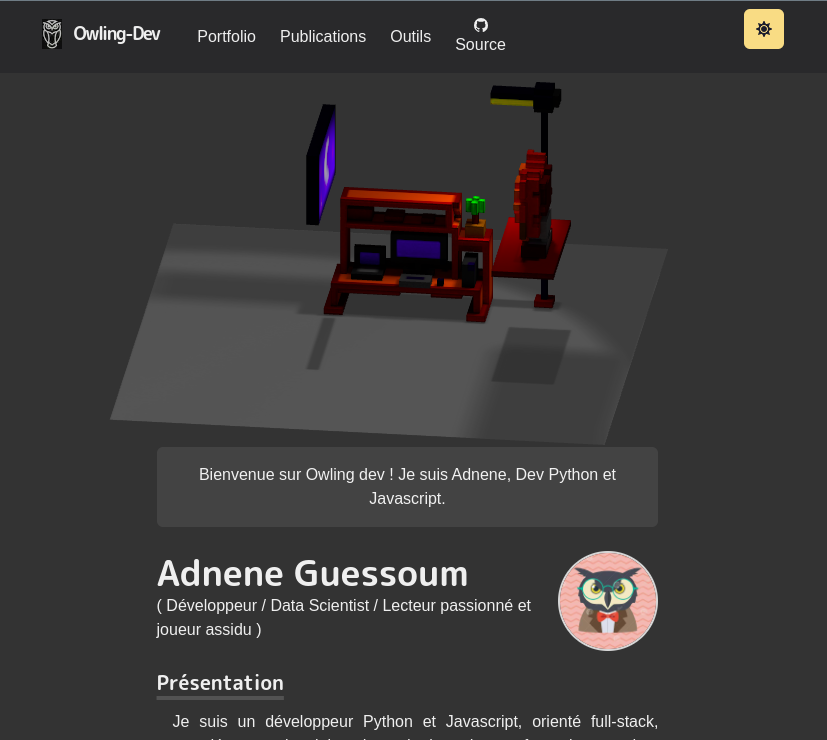 Owling-Dev
Portfolio
Publications
Outils
Source
Bienvenue sur Owling dev ! Je suis Adnene, Dev Python et
Javascript.
Adnene Guessoum
( Développeur / Data Scientist / Lecteur passionné et
joueur assidu )
Présentation
Je suis un développeur Python et Javascript, orienté full-stack,